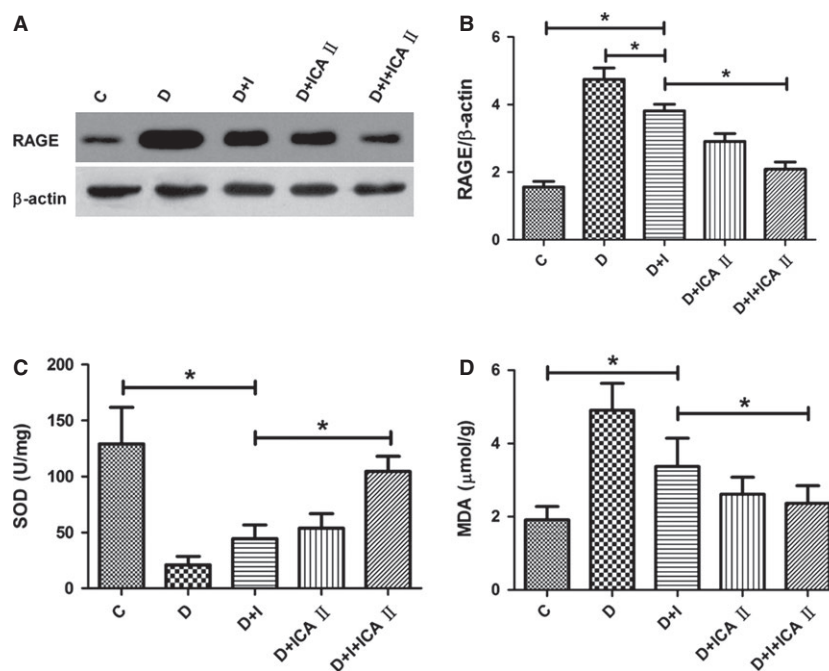 A
C
D
D+I
D+ICA II
D+I+ICA II
RAGE
β-actin
B
RAGE/β-actin
6
4
2
0
*
*
*
C
D
D+I
D+ICA II
D+I+ICA II
C
SOD (U/mg)
200
150
100
50
0
*
*
C
D
D+I
D+ICA II
D+I+ICA II
D
MDA (μmol/g)
6
4
2
0
*
*
C
D
D+I
D+ICA II
D+I+ICA II